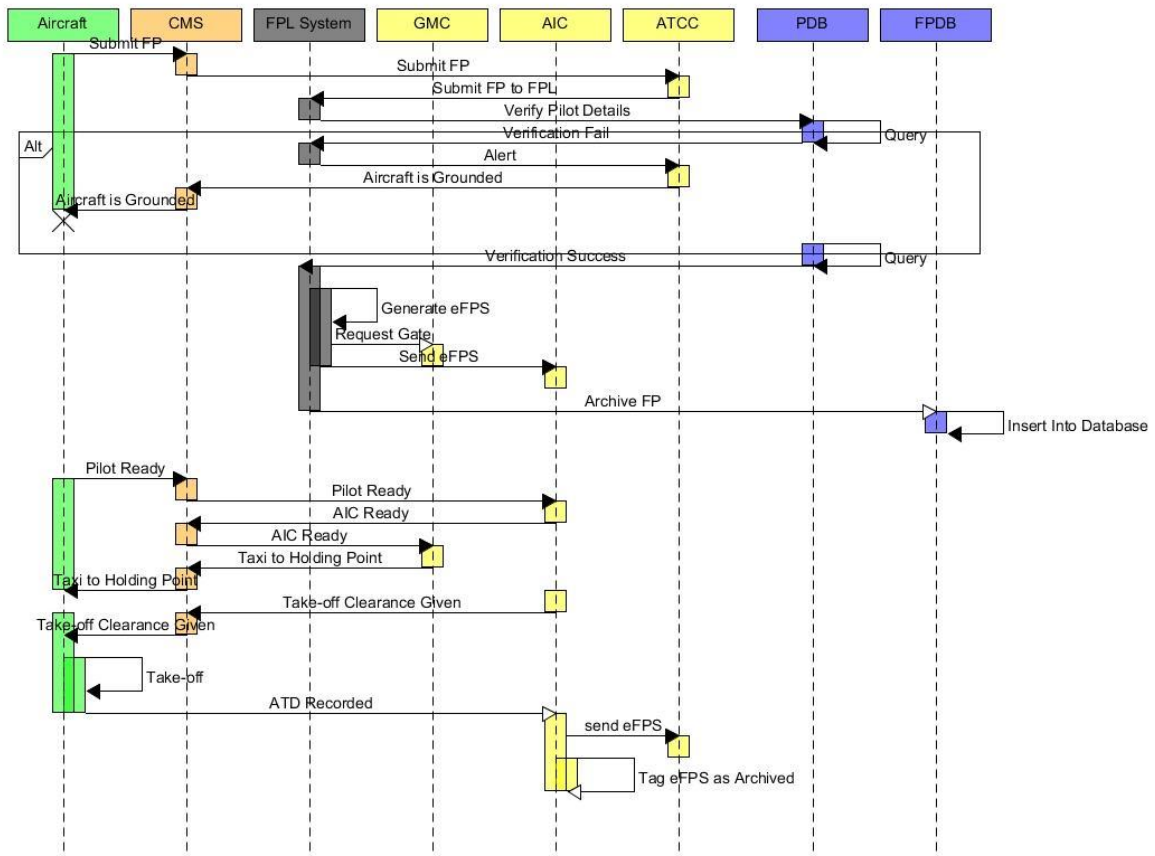 Aircraft
CMS
FPL System
GMC
AIC
ATCC
PDB
FPDB
Submit FP
Submit FP
Submit FP to FPL
Verify Pilot Details
Alt
Verification Fail
Query
Alert
Aircraft is Grounded
Aircraft is Grounded
Verification Success
Query
Generate eFPS
Request Gate
Send eFPS
Archive FP
Insert Into Database
Pilot Ready
Pilot Ready
AIC Ready
AIC Ready
Taxi to Holding Point
Taxi to Holding Point
Take-off Clearance Given
Take-off Clearance Given
Take-off
ATD Recorded
send eFPS
Tag eFPS as Archived